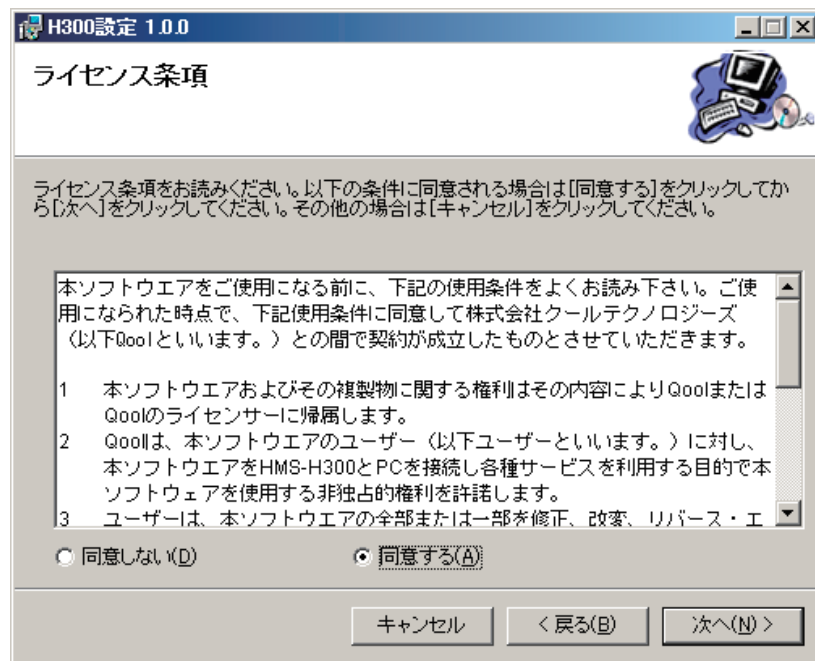 H300設定 1.0.0
ライセンス条項
ライセンス条項をお読みください。以下の条件に同意される場合は[同意する]をクリックしてか
ら[次へ]をクリックしてください。その他の場合は[キャンセル]をクリックしてください。
本ソフトウエアをご使用になる前に、下記の使用条件をよくお読み下さい。ご使
用になられた時点で、下記使用条件に同意して株式会社クールテクノロジーズ
(以下Qoolといいます。)との間で契約が成立したものとさせていただきます。
1 本ソフトウエアおよびその複製物に関する権利はその内容によりQoolまたは
Qoolのライセンサーに帰属します。
2 Qoolは、本ソフトウエアのユーザー(以下ユーザーといいます。)に対し、
本ソフトウエアをHMS-H300とPCを接続し各種サービスを利用する目的で本
ソフトウェアを使用する非独占的権利を許諾します。
3 ユーザーは、本ソフトウエアの全部または一部を修正、改変、リバース・エ
同意しない(D) 同意する(A)
キャンセル < 戻る(B) 次へ(N) >